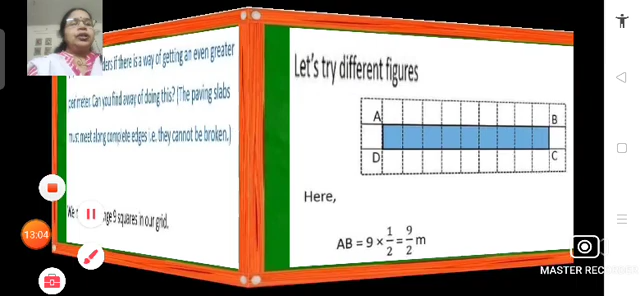 ders if there is a way of getting an even greater
perimeter. Can you find away of doing this? (The paving slabs
must meet along complete edges i.e. they cannot be broken.)
9 squares in our grid.
Let's try different figures
A
B
D
C
Here,
AB = 9 × 1/2 = 9/2 m
13:04
MASTER REC